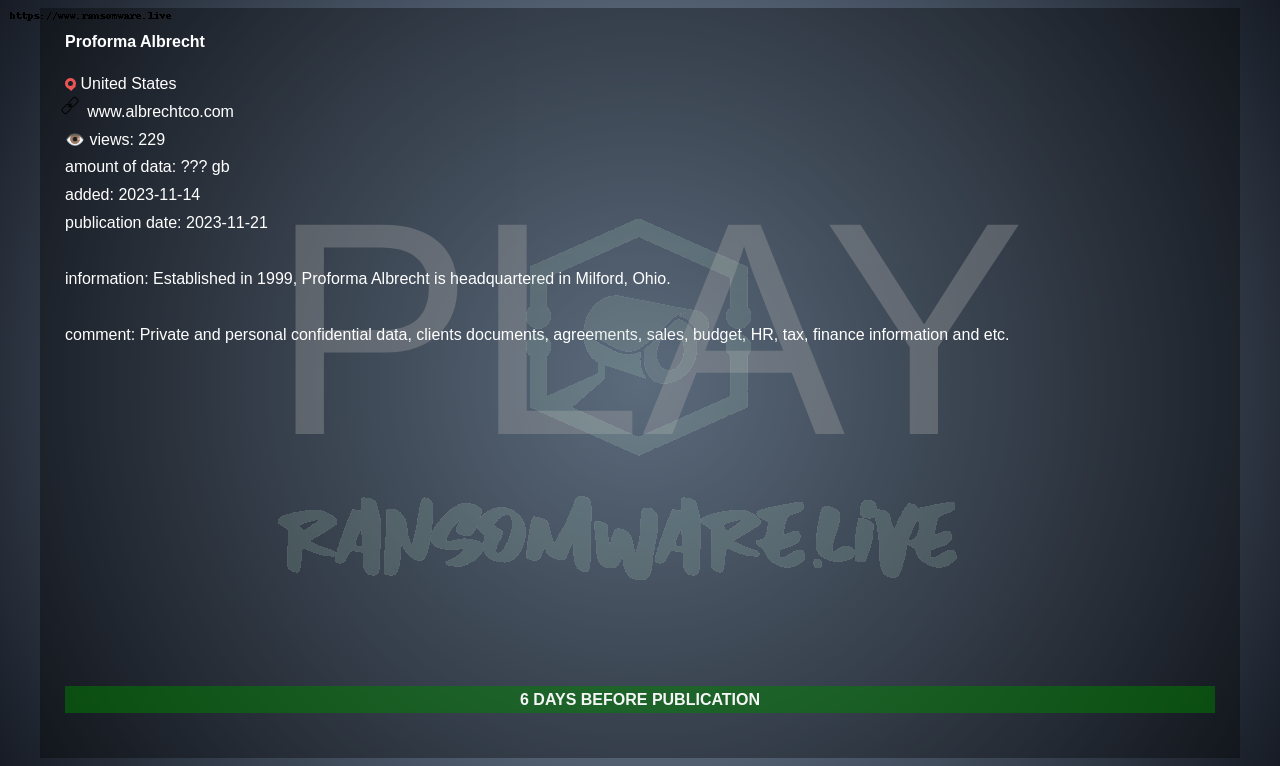 https://www.ransomware.live
Proforma Albrecht
United States
www.albrechtco.com
views: 229
amount of data: ??? gb
added: 2023-11-14
publication date: 2023-11-21
PLAY
information: Established in 1999, Proforma Albrecht is headquartered in Milford, Ohio.
comment: Private and personal confidential data, clients documents, agreements, sales, budget, HR, tax, finance information and etc.
RANSOMWARE.LIVE
6 DAYS BEFORE PUBLICATION